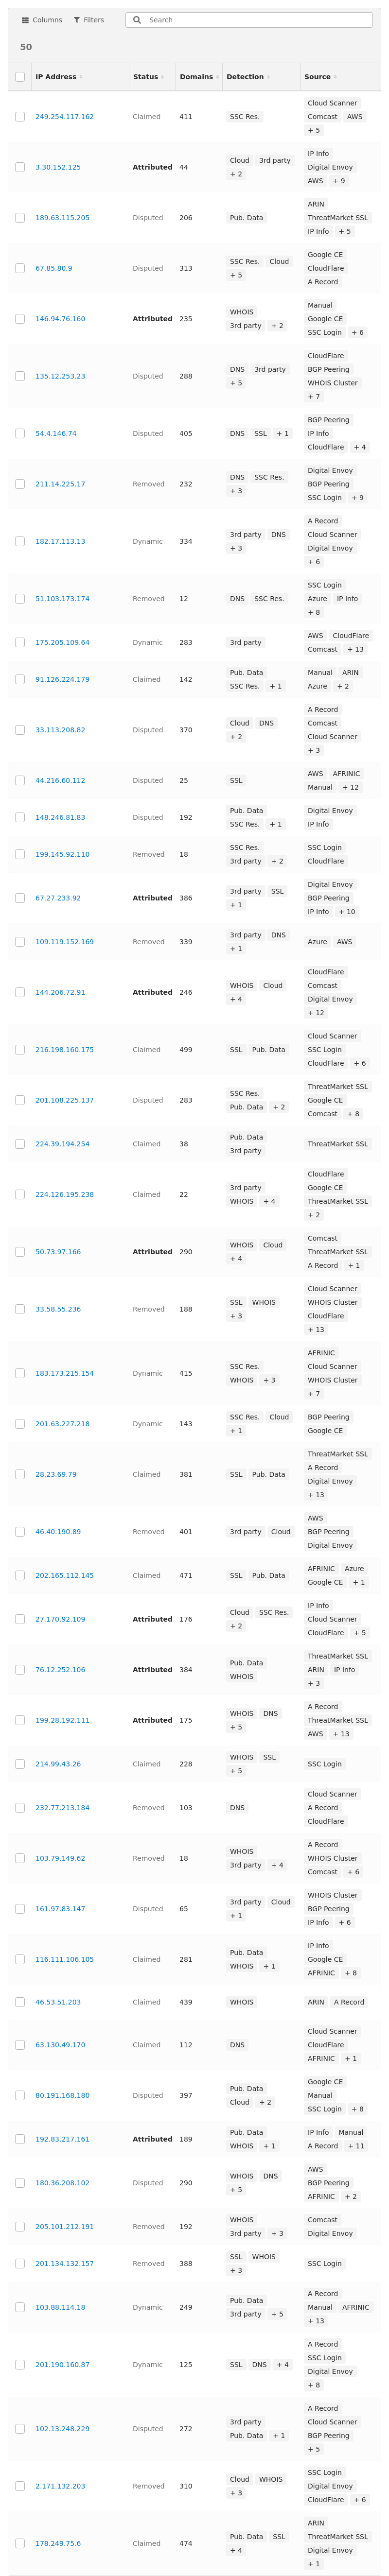 Columns Filters Search
50
IP Address Status Domains Detection Source
249.254.117.162 Claimed 411 SSC Res. Cloud Scanner
Comcast AWS
+ 5
3.30.152.125 Attributed 44 Cloud 3rd party
+ 2
IP Info
Digital Envoy
AWS + 9
189.63.115.205 Disputed 206 Pub. Data ARIN
ThreatMarket SSL
IP Info + 5
67.85.80.9 Disputed 313 SSC Res. Cloud
+ 5
Google CE
CloudFlare
A Record
146.94.76.160 Attributed 235 WHOIS
3rd party + 2
Manual
Google CE
SSC Login + 6
135.12.253.23 Disputed 288 DNS 3rd party
+ 5
CloudFlare
BGP Peering
WHOIS Cluster
+ 7
54.4.146.74 Disputed 405 DNS SSL + 1
BGP Peering
IP Info
CloudFlare + 4
211.14.225.17 Removed 232 DNS SSC Res.
+ 3
Digital Envoy
BGP Peering
SSC Login + 9
182.17.113.13 Dynamic 334 3rd party DNS
+ 3
A Record
Cloud Scanner
Digital Envoy
+ 6
51.103.173.174 Removed 12 DNS SSC Res.
SSC Login
Azure IP Info
+ 8
175.205.109.64 Dynamic 283 3rd party
AWS CloudFlare
Comcast + 13
91.126.224.179 Claimed 142 Pub. Data
SSC Res. + 1
Manual ARIN
Azure + 2
33.113.208.82 Disputed 370 Cloud DNS
+ 2
A Record
Comcast
Cloud Scanner
+ 3
44.216.60.112 Disputed 25 SSL
AWS AFRINIC
Manual + 12
148.246.81.83 Disputed 192 Pub. Data
SSC Res. + 1
Digital Envoy
IP Info
199.145.92.110 Removed 18 SSC Res.
3rd party + 2
SSC Login
CloudFlare
67.27.233.92 Attributed 386 3rd party SSL
+ 1
Digital Envoy
BGP Peering
IP Info + 10
109.119.152.169 Removed 339 3rd party DNS
+ 1
Azure AWS
144.206.72.91 Attributed 246 WHOIS Cloud
+ 4
CloudFlare
Comcast
Digital Envoy
+ 12
216.198.160.175 Claimed 499 SSL Pub. Data
Cloud Scanner
SSC Login
CloudFlare + 6
201.108.225.137 Disputed 283 SSC Res.
Pub. Data + 2
ThreatMarket SSL
Google CE
Comcast + 8
224.39.194.254 Claimed 38 Pub. Data
3rd party
ThreatMarket SSL
224.126.195.238 Claimed 22 3rd party
WHOIS + 4
CloudFlare
Google CE
ThreatMarket SSL
+ 2
50.73.97.166 Attributed 290 WHOIS Cloud
+ 4
Comcast
ThreatMarket SSL
A Record + 1
33.58.55.236 Removed 188 SSL WHOIS
+ 3
Cloud Scanner
WHOIS Cluster
CloudFlare
+ 13
183.173.215.154 Dynamic 415 SSC Res.
WHOIS + 3
AFRINIC
Cloud Scanner
WHOIS Cluster
+ 7
201.63.227.218 Dynamic 143 SSC Res. Cloud
+ 1
BGP Peering
Google CE
28.23.69.79 Claimed 381 SSL Pub. Data
ThreatMarket SSL
A Record
Digital Envoy
+ 13
46.40.190.89 Removed 401 3rd party Cloud
AWS
BGP Peering
Digital Envoy
202.165.112.145 Claimed 471 SSL Pub. Data
AFRINIC Azure
Google CE + 1
27.170.92.109 Attributed 176 Cloud SSC Res.
+ 2
IP Info
Cloud Scanner
CloudFlare + 5
76.12.252.106 Attributed 384 Pub. Data
WHOIS
ThreatMarket SSL
ARIN IP Info
+ 3
199.28.192.111 Attributed 175 WHOIS DNS
+ 5
A Record
ThreatMarket SSL
AWS + 13
214.99.43.26 Claimed 228 WHOIS SSL
+ 5
SSC Login
232.77.213.184 Removed 103 DNS
Cloud Scanner
A Record
CloudFlare
103.79.149.62 Removed 18 WHOIS
3rd party + 4
A Record
WHOIS Cluster
Comcast + 6
161.97.83.147 Disputed 65 3rd party Cloud
+ 1
WHOIS Cluster
BGP Peering
IP Info + 6
116.111.106.105 Claimed 281 Pub. Data
WHOIS + 1
IP Info
Google CE
AFRINIC + 8
46.53.51.203 Claimed 439 WHOIS ARIN A Record
63.130.49.170 Claimed 112 DNS
Cloud Scanner
CloudFlare
AFRINIC + 1
80.191.168.180 Disputed 397 Pub. Data
Cloud + 2
Google CE
Manual
SSC Login + 8
192.83.217.161 Attributed 189 Pub. Data
WHOIS + 1
IP Info Manual
A Record + 11
180.36.208.102 Disputed 290 WHOIS DNS
+ 5
AWS
BGP Peering
AFRINIC + 2
205.101.212.191 Removed 192 WHOIS
3rd party + 3
Comcast
Digital Envoy
201.134.132.157 Removed 388 SSL WHOIS
+ 3
SSC Login
103.88.114.18 Dynamic 249 Pub. Data
3rd party + 5
A Record
Manual AFRINIC
+ 13
201.190.160.87 Dynamic 125 SSL DNS + 4
A Record
SSC Login
Digital Envoy
+ 8
102.13.248.229 Disputed 272 3rd party
Pub. Data + 1
A Record
Cloud Scanner
BGP Peering
+ 5
2.171.132.203 Removed 310 Cloud WHOIS
+ 3
SSC Login
Digital Envoy
CloudFlare + 6
178.249.75.6 Claimed 474 Pub. Data SSL
+ 4
ARIN
ThreatMarket SSL
Digital Envoy
+ 1